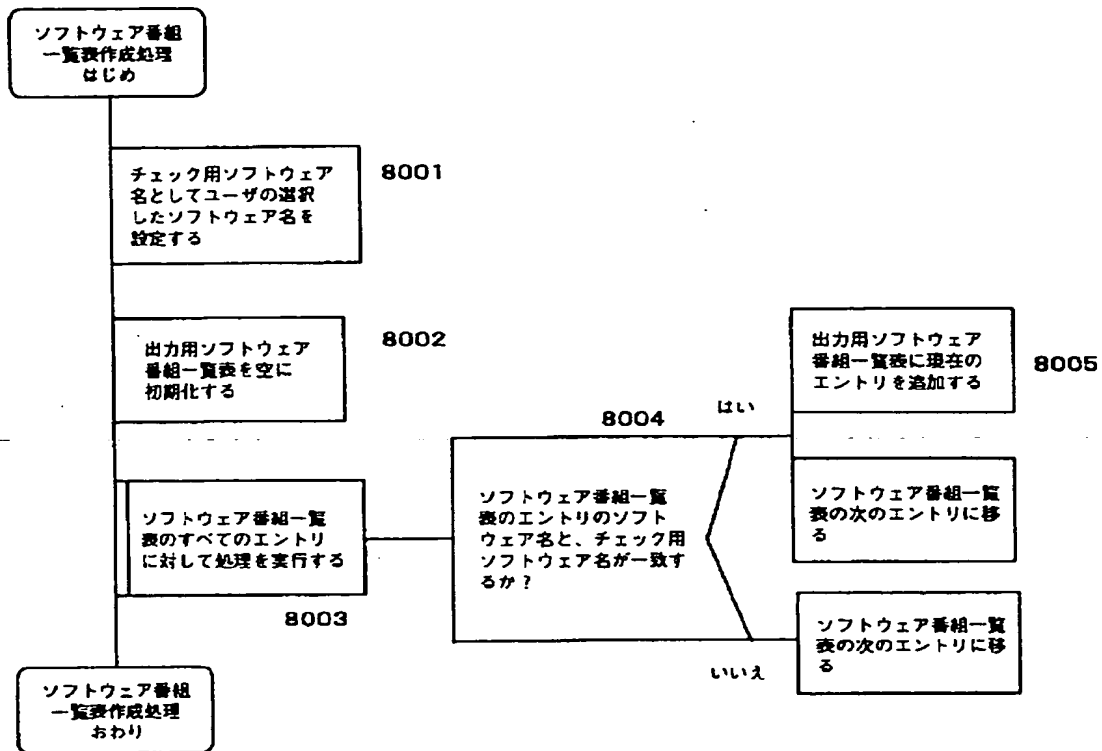 ソフトウェア番組
一覧表作成処理
はじめ
チェック用ソフトウェア
名としてユーザの選択
したソフトウェア名を
設定する
8001
出力用ソフトウェア
番組一覧表を空に
初期化する
8002
ソフトウェア番組一覧
表のすべてのエントリ
に対して処理を実行する
8003
8004
ソフトウェア番組一覧
表のエントリのソフト
ウェア名と、チェック用
ソフトウェア名が一致す
るか？
はい
出力用ソフトウェア
番組一覧表に現在の
エントリを追加する
8005
ソフトウェア番組一覧
表の次のエントリに移
る
いいえ
ソフトウェア番組一覧
表の次のエントリに移
る
ソフトウェア番組
一覧表作成処理
おわり